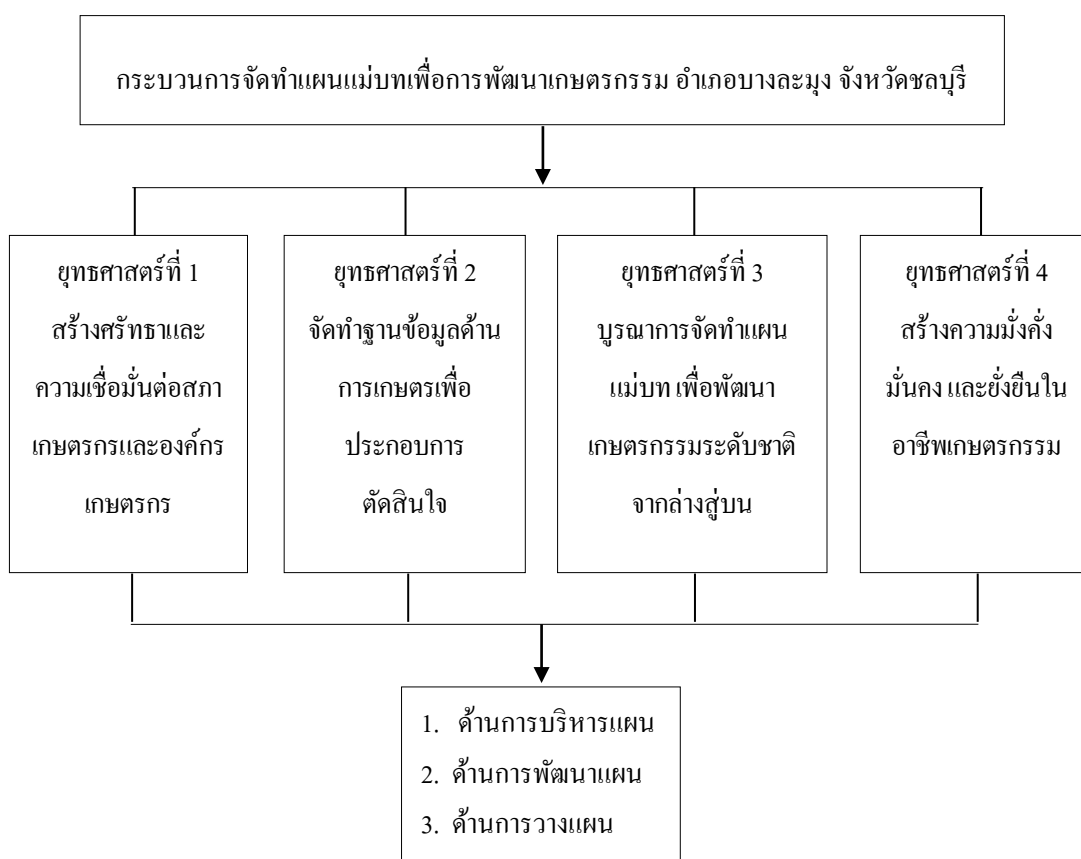 กระบวนการจัดทำแผนแม่บทเพื่อการพัฒนาเกษตรกรรม อำเภอบางละมุง จังหวัดชลบุรี
ยุทธศาสตร์ที่ 1
สร้างศรัทธาและ
ความเชื่อมั่นต่อสภา
เกษตรกรและองค์กร
เกษตรกร
ยุทธศาสตร์ที่ 2
จัดทำฐานข้อมูลด้าน
การเกษตรเพื่อ
ประกอบการ
ตัดสินใจ
ยุทธศาสตร์ที่ 3
บูรณาการจัดทำแผน
แม่บท เพื่อพัฒนา
เกษตรกรรมระดับชาติ
จากล่างสู่บน
ยุทธศาสตร์ที่ 4
สร้างความมั่งคั่ง
มั่นคง และยั่งยืนใน
อาชีพเกษตรกรรม
1. ด้านการบริหารแผน
2. ด้านการพัฒนาแผน
3. ด้านการวางแผน